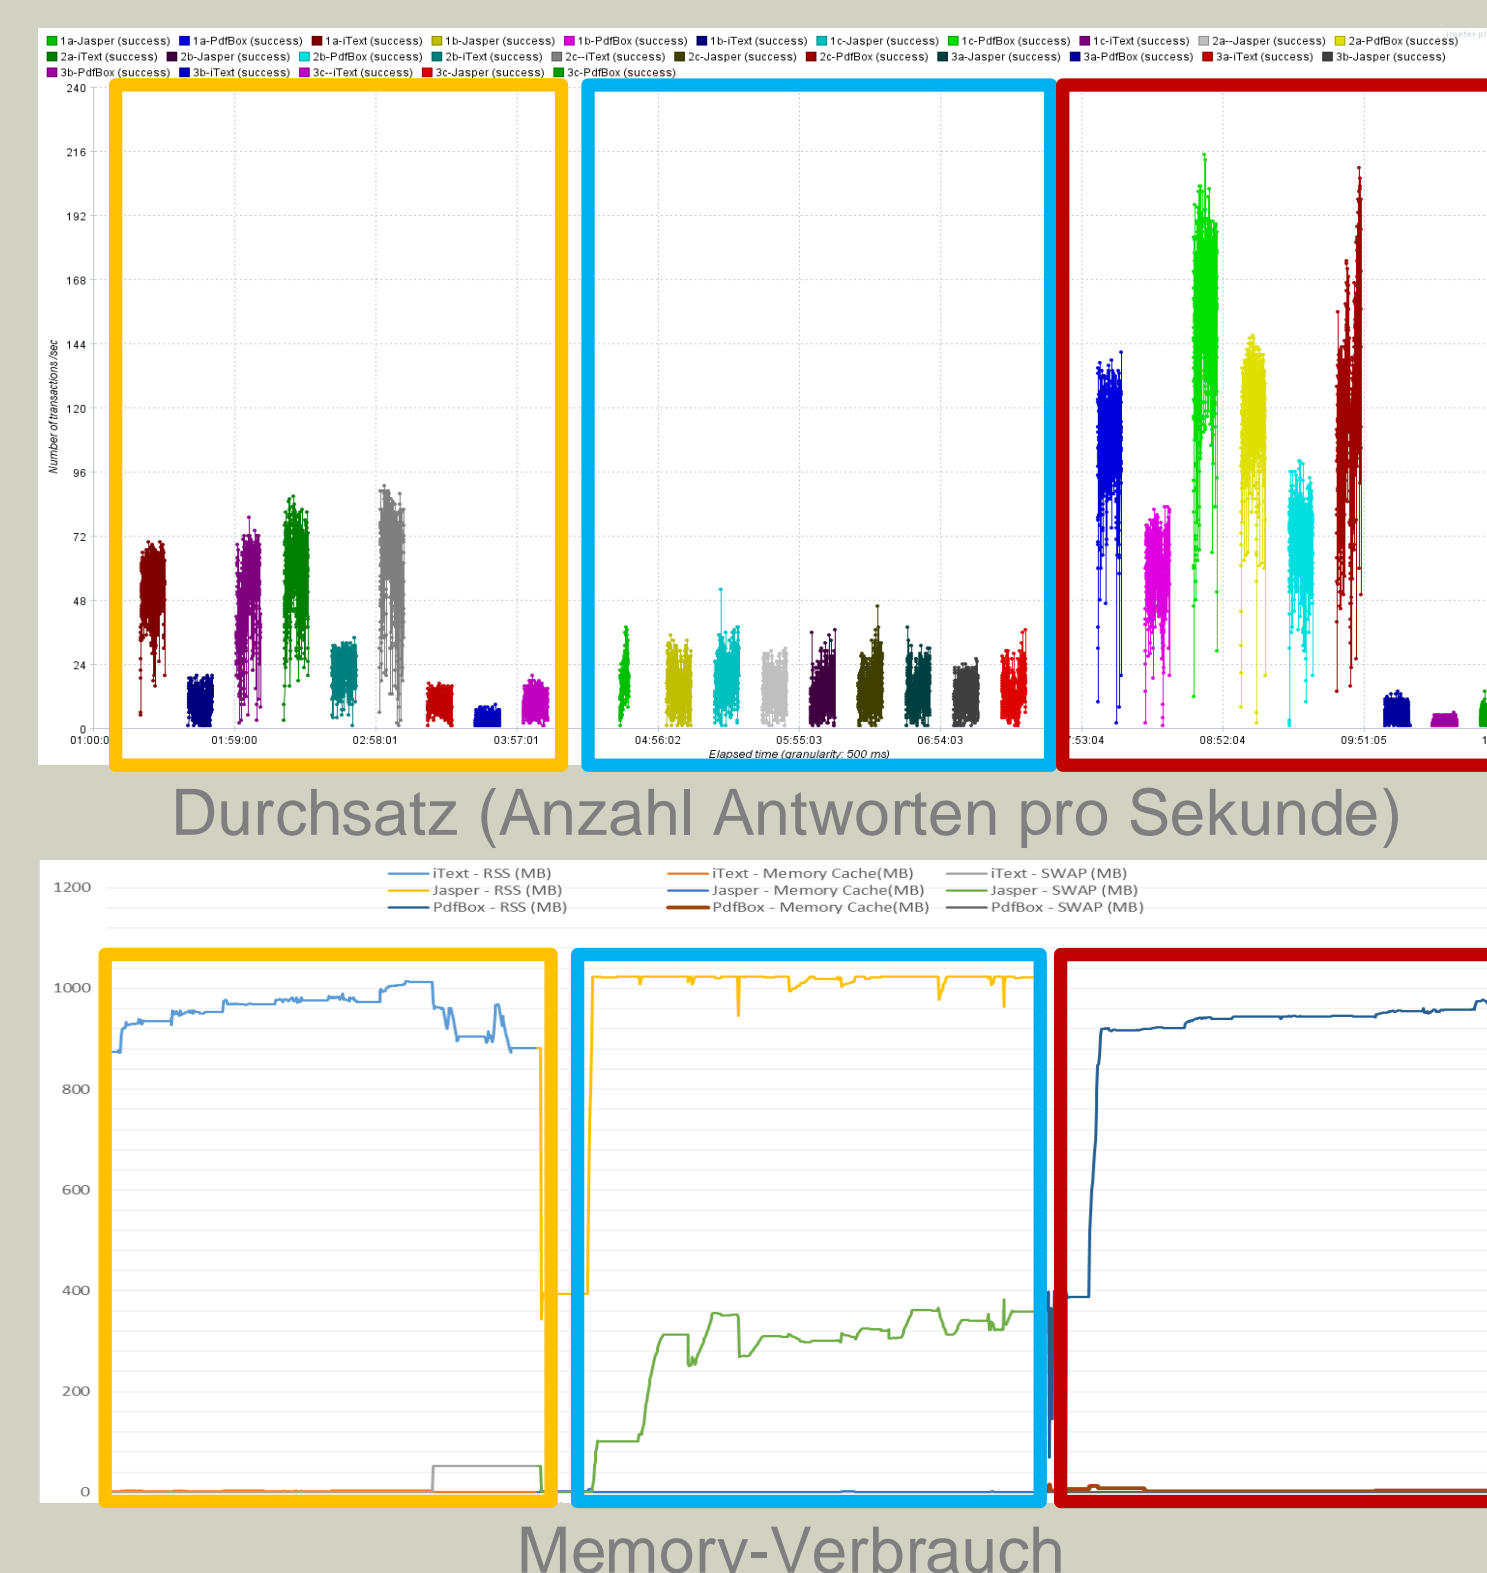 1a-Jasper (success) 1a-PdfBox (success) 1a-iText (success) 1b-Jasper (success) 1b-PdfBox (success) 1b-iText (success) 1c-Jasper (success) 1c-PdfBox (success) 1c-iText (success) 2a--Jasper (success) 2a-PdfBox (success)
2a-iText (success) 2b-Jasper (success) 2b-PdfBox (success) 2b-iText (success) 2c--iText (success) 2c-Jasper (success) 2c-PdfBox (success) 3a-Jasper (success) 3a-PdfBox (success) 3a-iText (success) 3b-Jasper (success)
3b-PdfBox (success) 3b-iText (success) 3c--iText (success) 3c-Jasper (success) 3c-PdfBox (success)
240
216
192
168
144
120
96
72
48
24
0
Number of transactions /sec
01:00:0 01:59:00 02:58:01 03:57:01 04:56:02 05:55:03 06:54:03 7:53:04 08:52:04 09:51:05 1
Elapsed time (granularity: 500 ms)
Durchsatz (Anzahl Antworten pro Sekunde)
iText - RSS (MB) iText - Memory Cache(MB) iText - SWAP (MB)
Jasper - RSS (MB) Jasper - Memory Cache(MB) Jasper - SWAP (MB)
PdfBox - RSS (MB) PdfBox - Memory Cache(MB) PdfBox - SWAP (MB)
1200
1000
800
600
400
200
0
Memory-Verbrauch